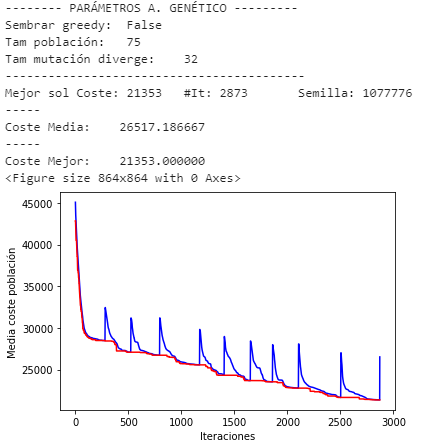 -------- PARÁMETROS A. GENÉTICO ---------
Sembrar greedy: False
Tam población: 75
Tam mutación diverge: 32
----------------------------------------
Mejor sol Coste: 21353 #It: 2873 Semilla: 1077776
-----
Coste Media: 26517.186667
-----
Coste Mejor: 21353.000000
<Figure size 864x864 with 0 Axes>
45000
40000
35000
30000
25000
Media coste población
0 500 1000 1500 2000 2500 3000
Iteraciones